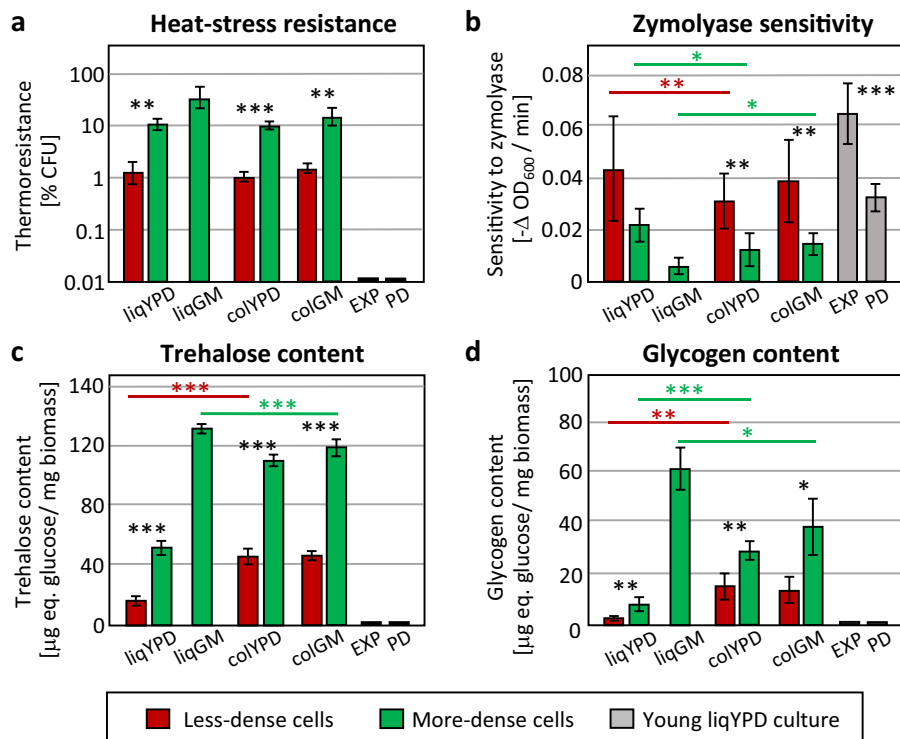 a Heat-stress resistance
Thermoresistance
[% CFU]
100
10
1
0.1
0.01
** *** **
liqYPD liqGM colYPD colGM EXP PD
b Zymolyase sensitivity
Sensitivity to zymolyase
[-Δ OD600 / min]
0.08
0.06
0.04
0.02
0
*
**
*
***
**
**
liqYPD liqGM colYPD colGM EXP PD
c Trehalose content
Trehalose content
[µg eq. glucose/ mg biomass]
140
120
80
40
0
***
***
***
***
***
liqYPD liqGM colYPD colGM EXP PD
d Glycogen content
Glycogen content
[µg eq. glucose/ mg biomass]
100
80
60
40
20
0
***
**
*
*
**
**
liqYPD liqGM colYPD colGM EXP PD
Less-dense cells More-dense cells Young liqYPD culture